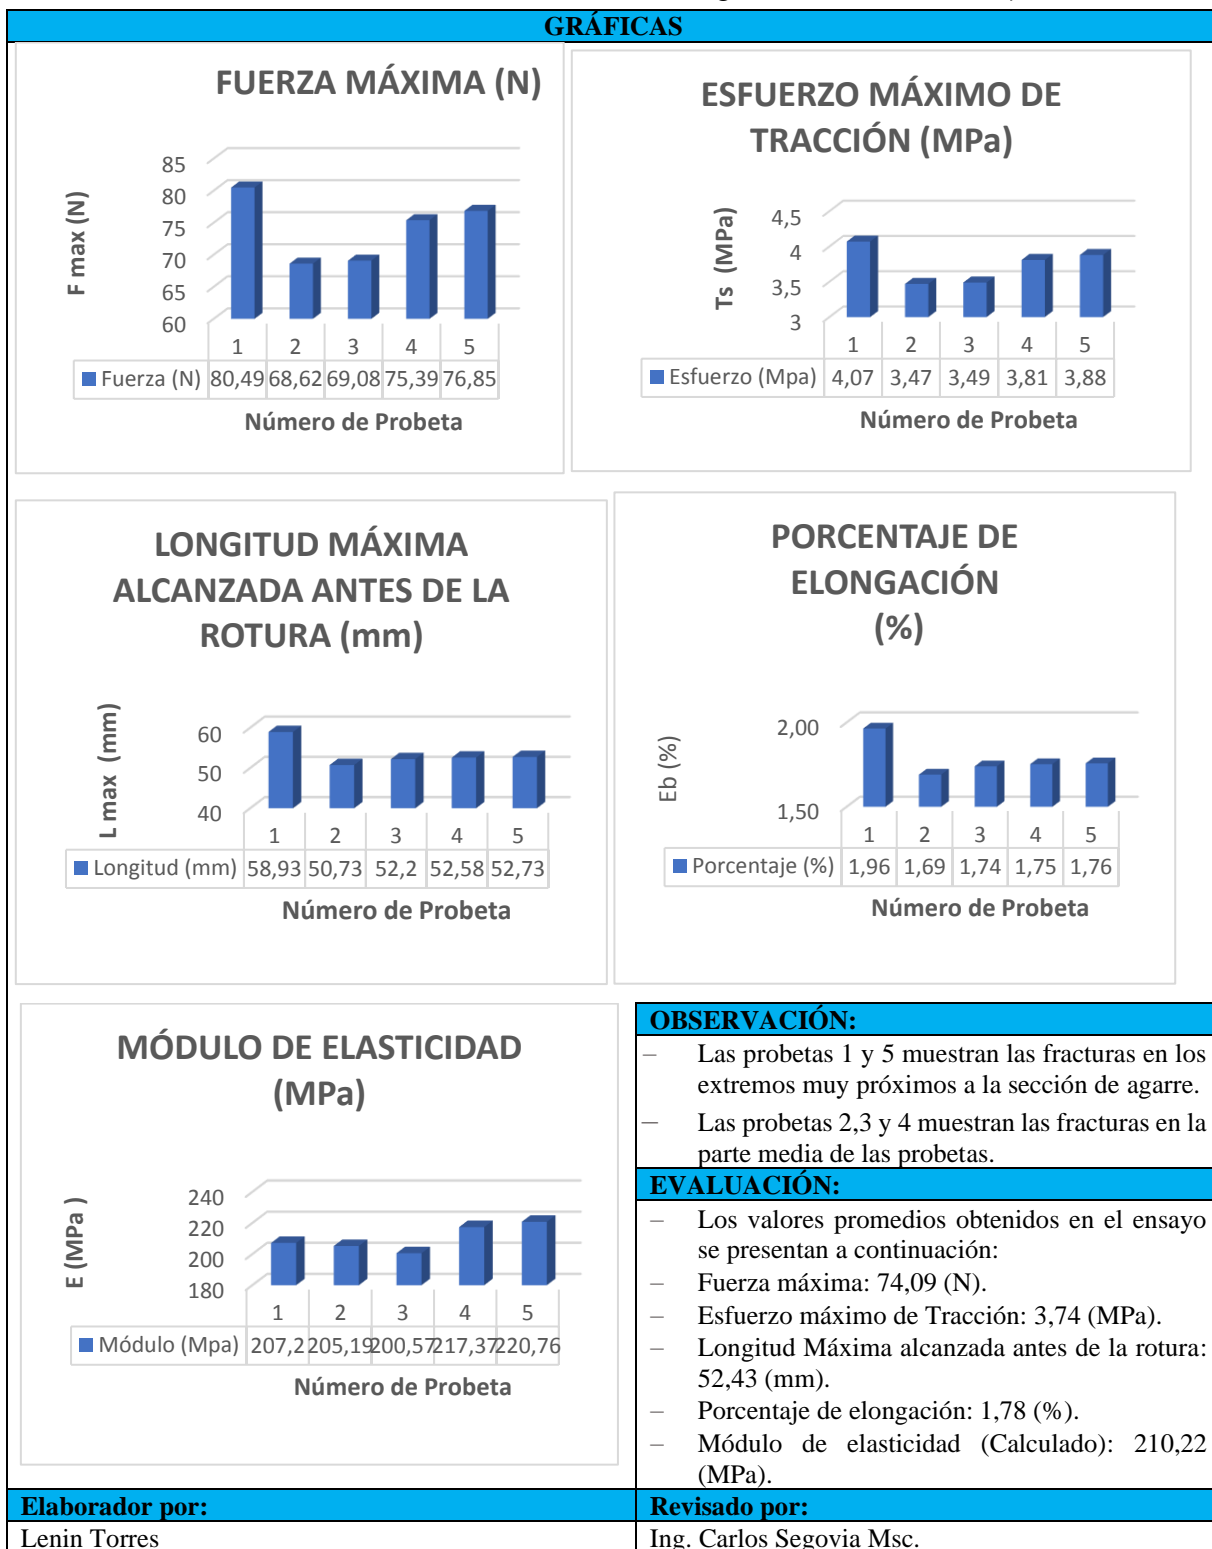 GRÁFICAS
FUERZA MÁXIMA (N)
F max (N)
85
80
75
70
65
60
1 2 3 4 5
Fuerza (N) 80,49 68,62 69,08 75,39 76,85
Número de Probeta
ESFUERZO MÁXIMO DE
TRACCIÓN (MPa)
Ts (MPa)
4,5
4
3,5
3
1 2 3 4 5
Esfuerzo (Mpa) 4,07 3,47 3,49 3,81 3,88
Número de Probeta
LONGITUD MÁXIMA
ALCANZADA ANTES DE LA
ROTURA (mm)
L max (mm)
60
50
40
1 2 3 4 5
Longitud (mm) 58,93 50,73 52,2 52,58 52,73
Número de Probeta
PORCENTAJE DE
ELONGACIÓN
(%)
Eb (%)
2,00
1,50
1 2 3 4 5
Porcentaje (%) 1,96 1,69 1,74 1,75 1,76
Número de Probeta
MÓDULO DE ELASTICIDAD
(MPa)
E (MPa )
240
220
200
180
1 2 3 4 5
Módulo (Mpa) 207,2 205,19 200,57 217,37 220,76
Número de Probeta
OBSERVACIÓN:
– Las probetas 1 y 5 muestran las fracturas en los
extremos muy próximos a la sección de agarre.
– Las probetas 2,3 y 4 muestran las fracturas en la
parte media de las probetas.
EVALUACIÓN:
– Los valores promedios obtenidos en el ensayo
se presentan a continuación:
– Fuerza máxima: 74,09 (N).
– Esfuerzo máximo de Tracción: 3,74 (MPa).
– Longitud Máxima alcanzada antes de la rotura:
52,43 (mm).
– Porcentaje de elongación: 1,78 (%).
– Módulo de elasticidad (Calculado): 210,22
(MPa).
Elaborador por:
Lenin Torres
Revisado por:
Ing. Carlos Segovia Msc.